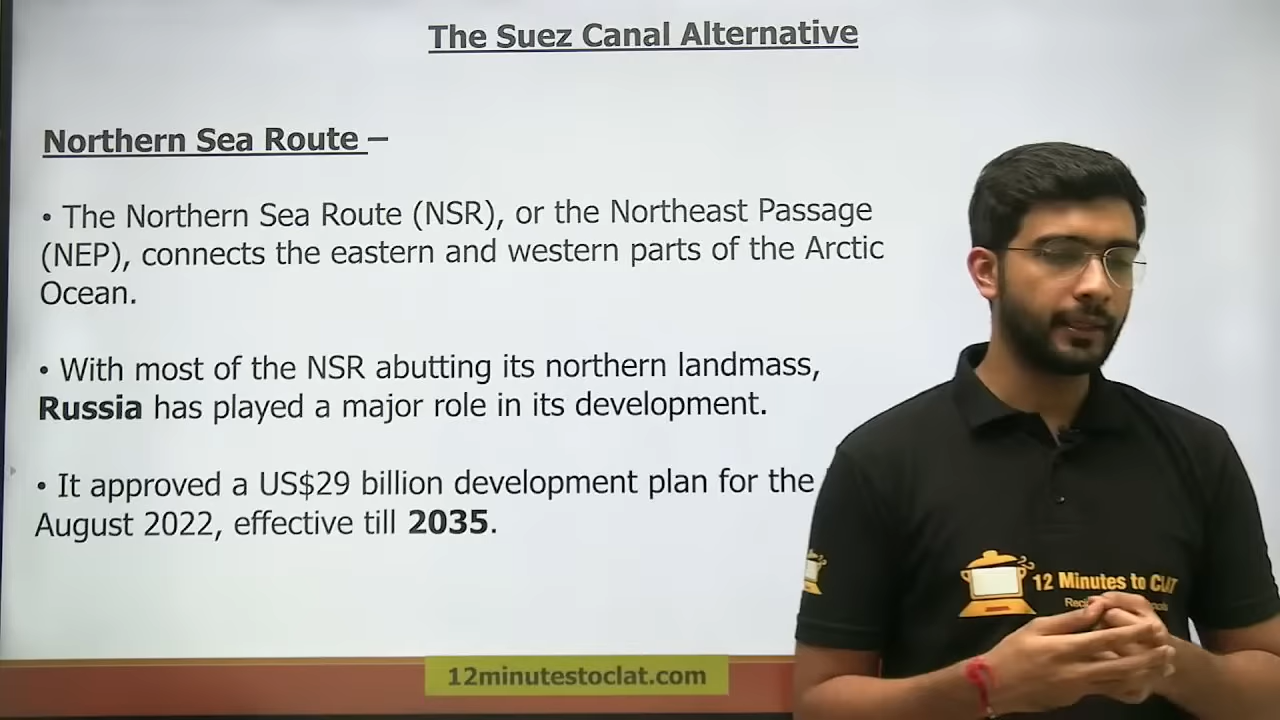 The Suez Canal Alternative
Northern Sea Route –
• The Northern Sea Route (NSR), or the Northeast Passage
(NEP), connects the eastern and western parts of the Arctic
Ocean.
• With most of the NSR abutting its northern landmass,
Russia has played a major role in its development.
• It approved a US$29 billion development plan for the
August 2022, effective till 2035.
12 Minutes to
12minutestoclat.com